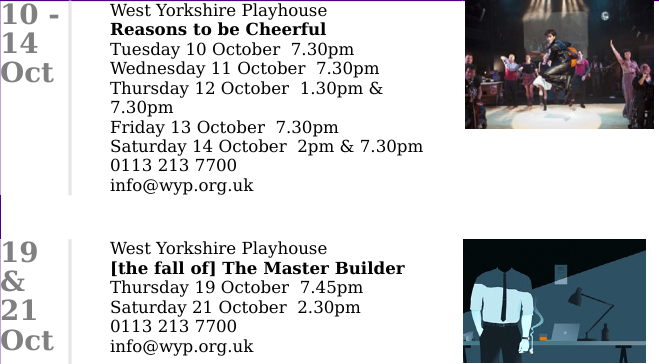 10 -
14
Oct
West Yorkshire Playhouse
Reasons to be Cheerful
Tuesday 10 October  7.30pm
Wednesday 11 October  7.30pm
Thursday 12 October  1.30pm &
7.30pm
Friday 13 October  7.30pm
Saturday 14 October  2pm & 7.30pm
0113 213 7700
info@wyp.org.uk
19
&
21
Oct
West Yorkshire Playhouse
[the fall of] The Master Builder
Thursday 19 October  7.45pm
Saturday 21 October  2.30pm
0113 213 7700
info@wyp.org.uk